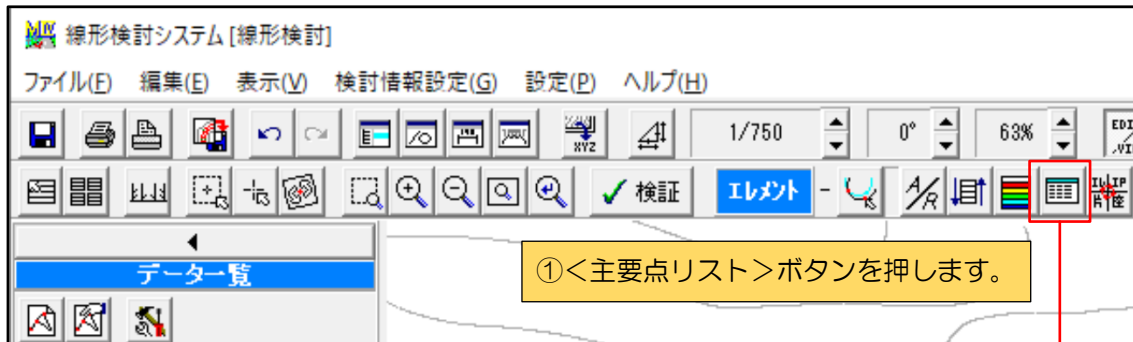 線形検討システム [線形検討]
ファイル(F) 編集(E) 表示(V) 検討情報設定(G) 設定(P) ヘルプ(H)
XYZ 1/750 0° 63% EDI
検証 エレメント - A/R
データ一覧
①<主要点リスト>ボタンを押します。